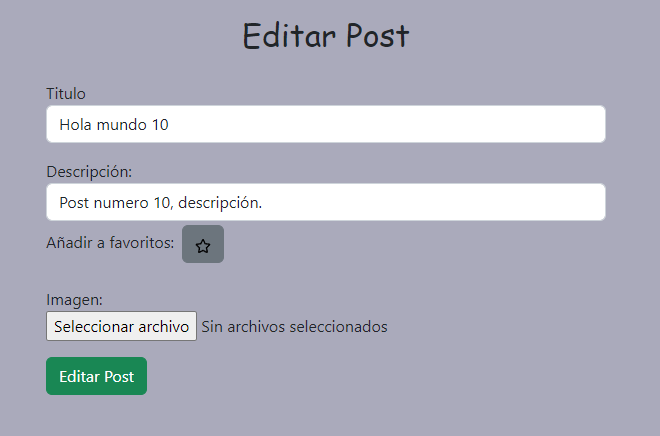 Editar Post
Titulo
Hola mundo 10
Descripción:
Post numero 10, descripción.
Añadir a favoritos:
Imagen:
Seleccionar archivo Sin archivos seleccionados
Editar Post